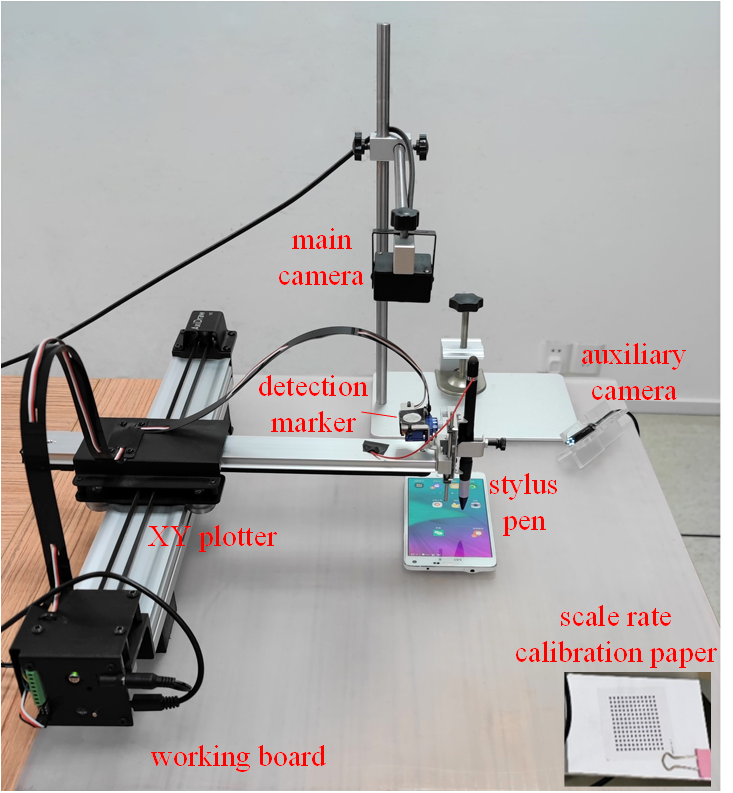 main
camera
auxiliary
camera
detection
marker
stylus
pen
XY plotter
scale rate
calibration paper
working board